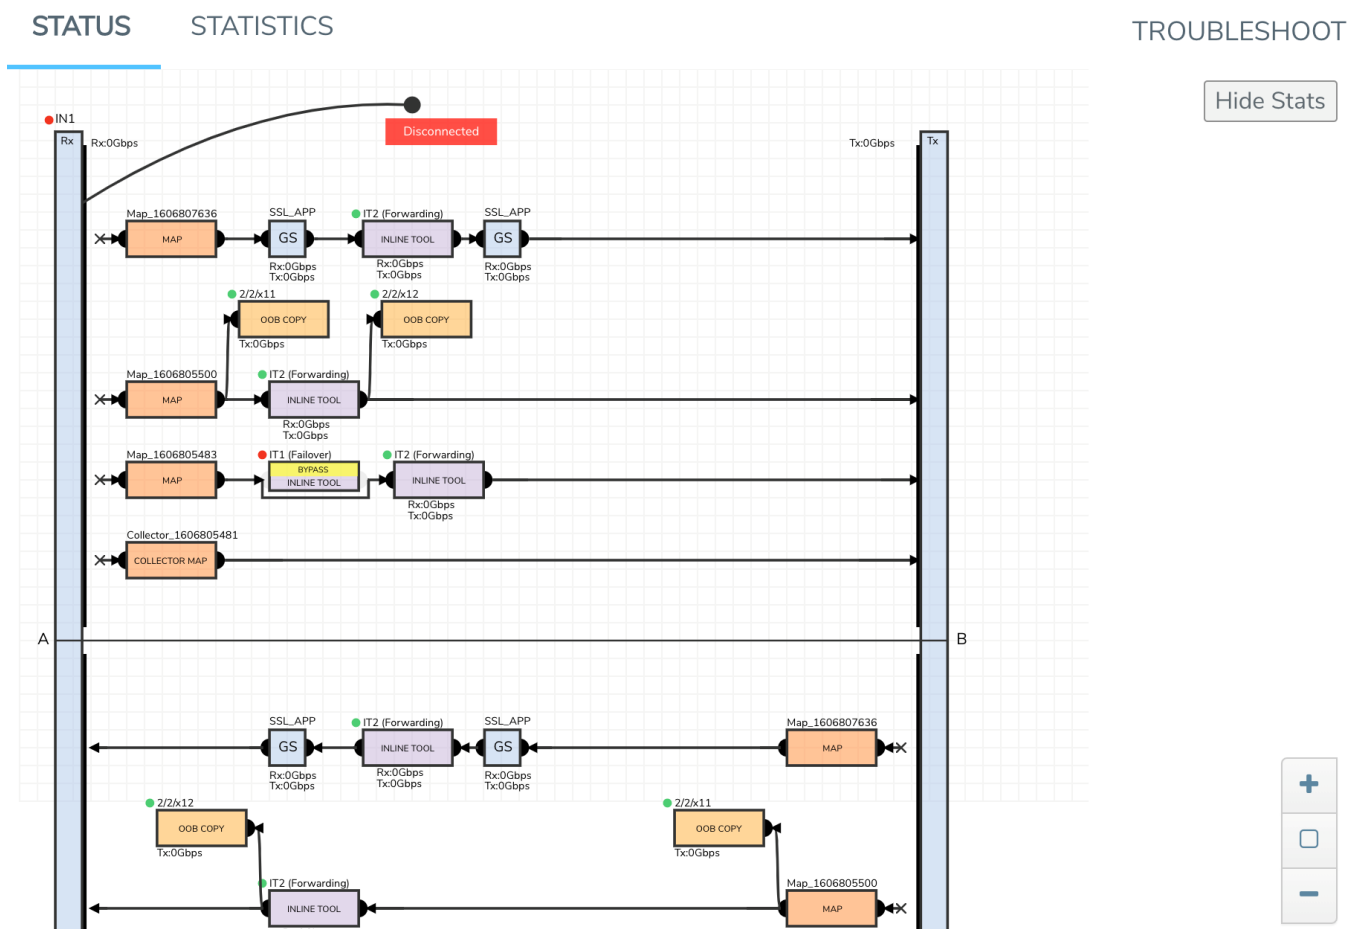 STATUS STATISTICS TROUBLESHOOT
Hide Stats
IN1
Disconnected
Rx Rx:0Gbps Tx:0Gbps Tx
Map_1606807636 SSL_APP IT2 (Forwarding) SSL_APP
MAP GS INLINE TOOL GS
Rx:0Gbps Rx:0Gbps Rx:0Gbps
Tx:0Gbps Tx:0Gbps Tx:0Gbps
2/2/x11 2/2/x12
OOB COPY OOB COPY
Tx:0Gbps Tx:0Gbps
Map_1606805500 IT2 (Forwarding)
MAP INLINE TOOL
Rx:0Gbps
Tx:0Gbps
Map_1606805483 IT1 (Failover) IT2 (Forwarding)
BYPASS
MAP INLINE TOOL INLINE TOOL
Rx:0Gbps
Tx:0Gbps
Collector_1606805481
COLLECTOR MAP
A B
SSL_APP IT2 (Forwarding) SSL_APP Map_1606807636
GS INLINE TOOL GS MAP
Rx:0Gbps Rx:0Gbps Rx:0Gbps
Tx:0Gbps Tx:0Gbps Tx:0Gbps
2/2/x12 2/2/x11
OOB COPY OOB COPY
Tx:0Gbps Tx:0Gbps
IT2 (Forwarding) Map_1606805500
INLINE TOOL MAP